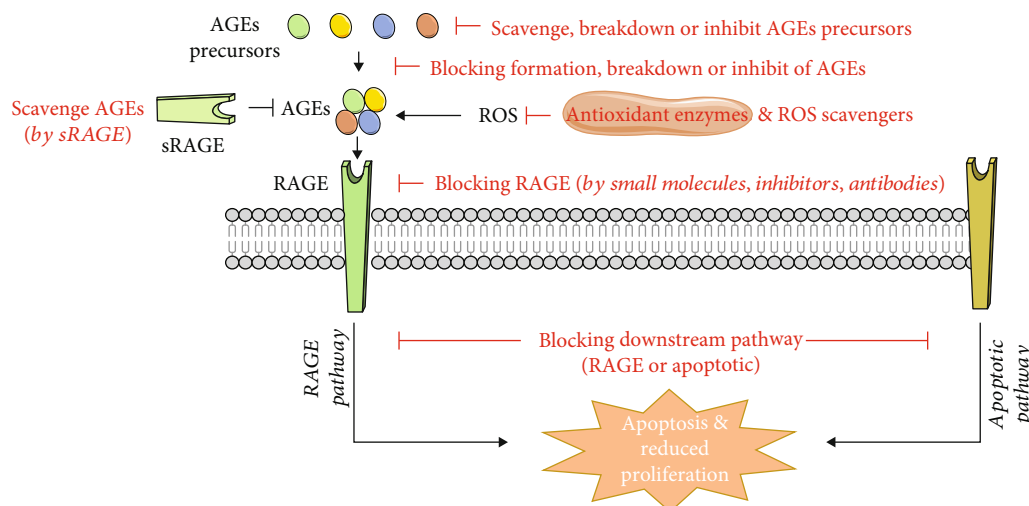 AGEs
precursors
Scavenge, breakdown or inhibit AGEs precursors
Blocking formation, breakdown or inhibit of AGEs
Scavenge AGEs
(by sRAGE)
sRAGE
AGEs
ROS
Antioxidant enzymes & ROS scavengers
RAGE
Blocking RAGE (by small molecules, inhibitors, antibodies)
RAGE
pathway
Blocking downstream pathway
(RAGE or apoptotic)
Apoptotic
pathway
Apoptosis &
reduced
proliferation